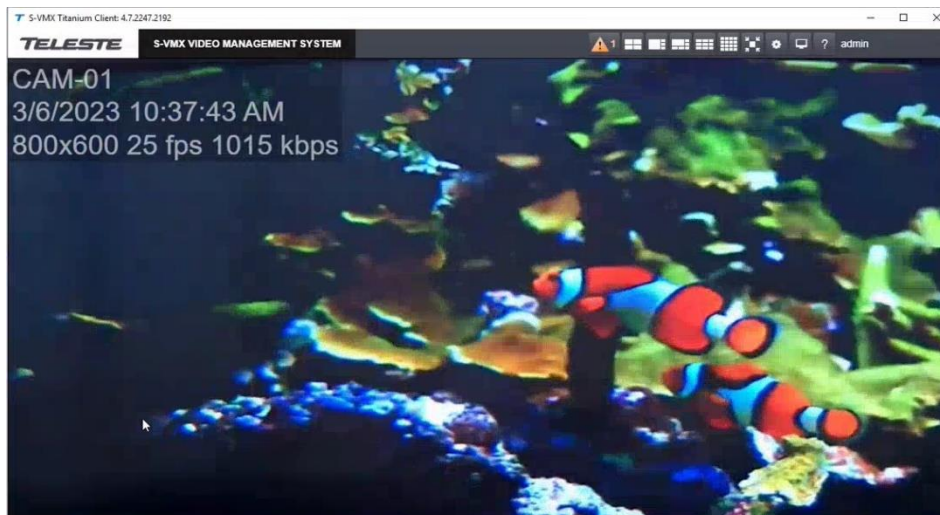 S-VMX Titanium Client: 4.7.2247.2192
TELESTE S-VMX VIDEO MANAGEMENT SYSTEM 1 ? admin
CAM-01
3/6/2023 10:37:43 AM
800x600 25 fps 1015 kbps